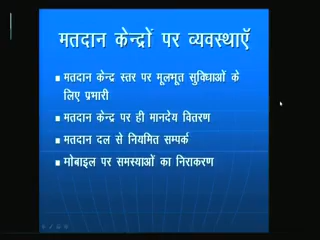 मतदान केन्द्रों पर व्यवस्थाएॅ
मतदान केन्द्र स्तर पर मूलभूत सुविधाओं के
लिए प्रभारी
मतदान केन्द्र पर ही मानदेय वितरण
मतदान दल से नियमित सम्पर्क
मोबाइल पर समस्याओं का निराकरण